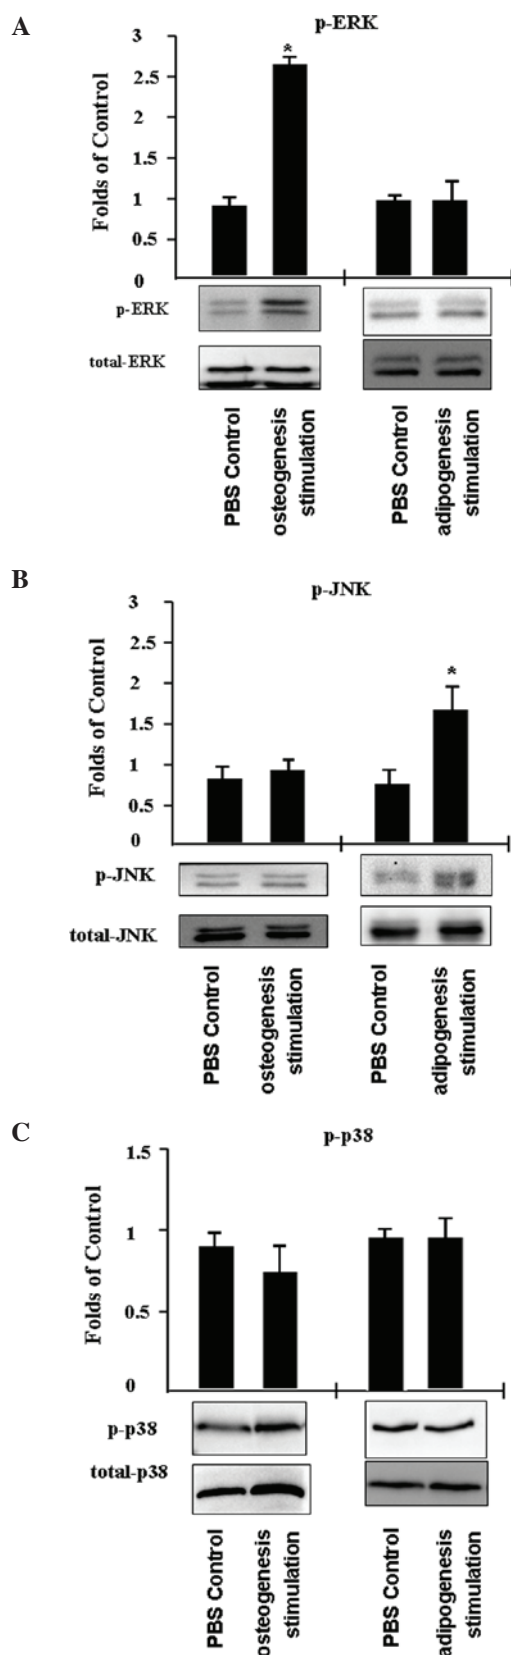 A
p-ERK
Folds of Control
3
2.5
2
1.5
1
0.5
0
*
p-ERK
total-ERK
PBS Control
osteogenesis
stimulation
PBS Control
adipogenesis
stimulation
B
p-JNK
Folds of Control
3
2.5
2
1.5
1
0.5
0
*
p-JNK
total-JNK
PBS Control
osteogenesis
stimulation
PBS Control
adipogenesis
stimulation
C
p-p38
Folds of Control
1.5
1
0.5
0
p-p38
total-p38
PBS Control
osteogenesis
stimulation
PBS Control
adipogenesis
stimulation